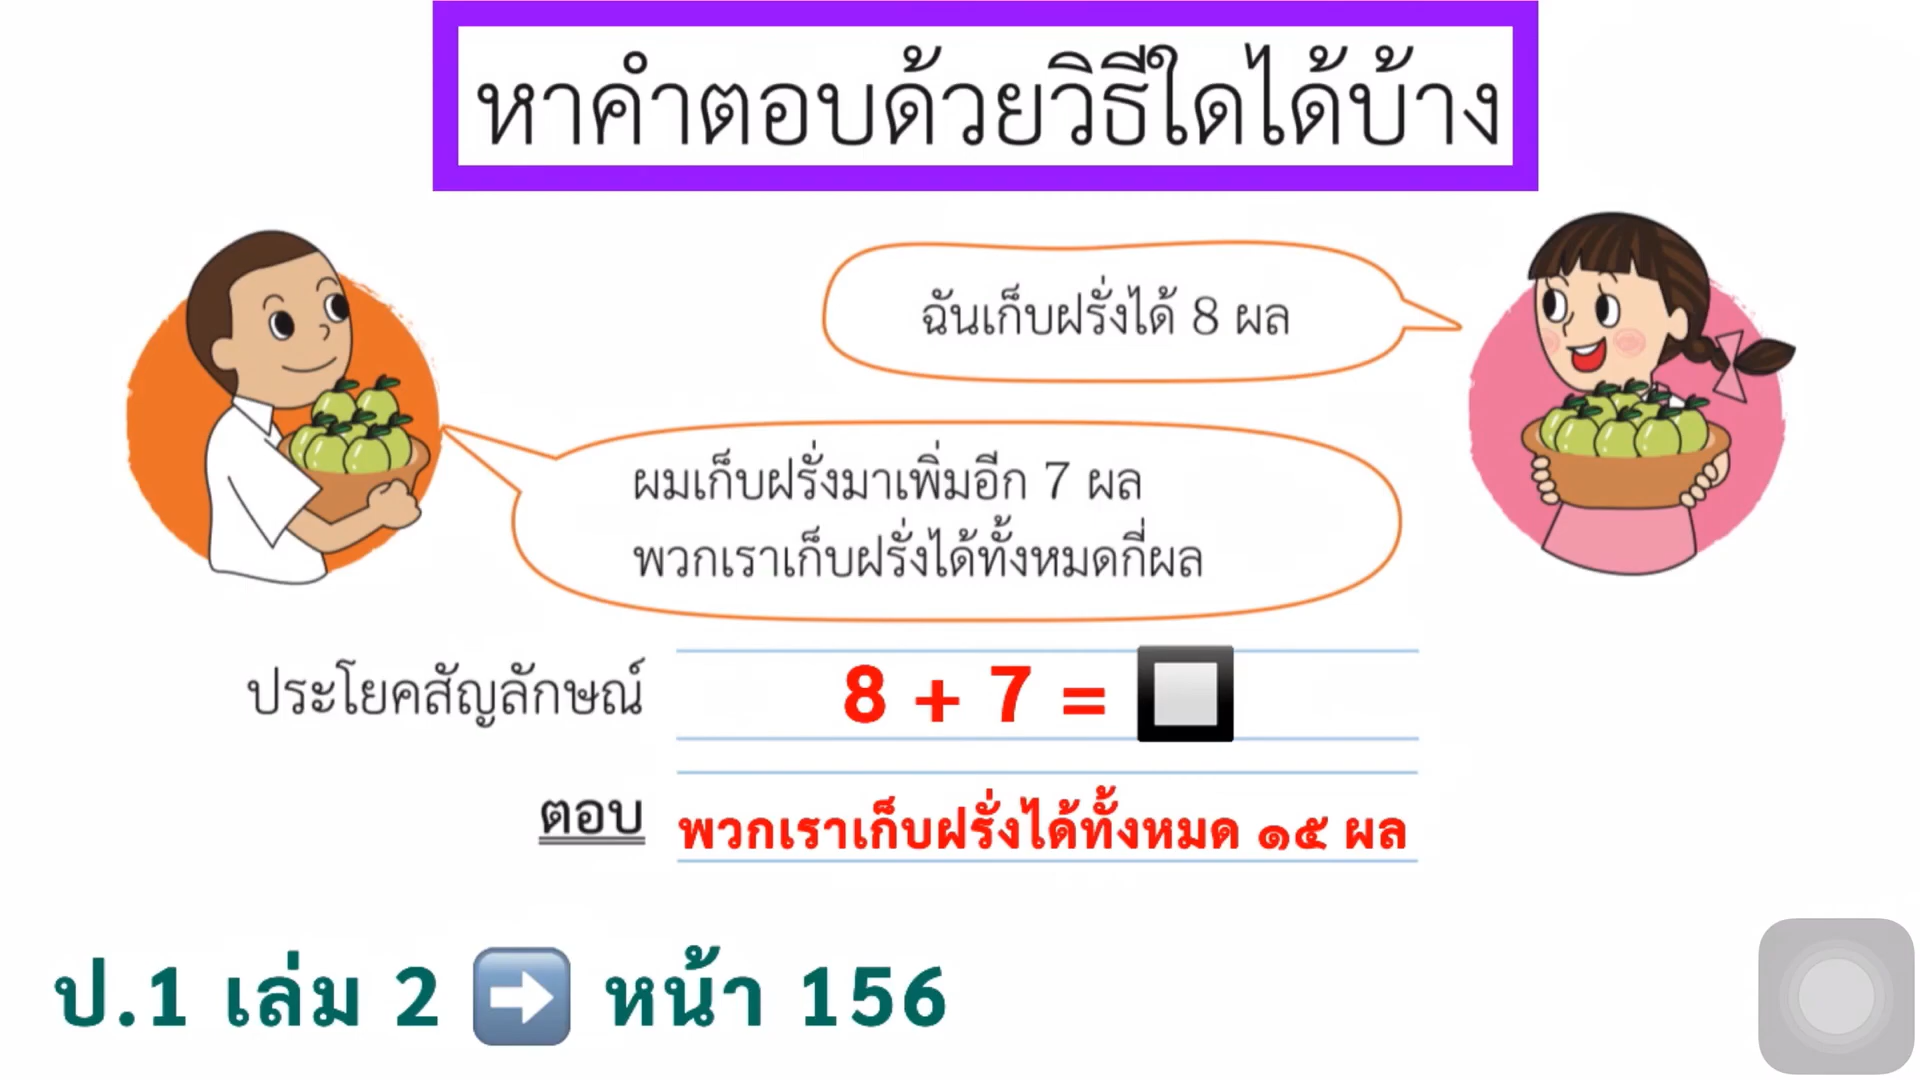 หาคำตอบด้วยวิธีใดได้บ้าง
ฉันเก็บฝรั่งได้ 8 ผล
ผมเก็บฝรั่งมาเพิ่มอีก 7 ผล
พวกเราเก็บฝรั่งได้ทั้งหมดกี่ผล
ประโยคสัญลักษณ์ 8 + 7 =
ตอบ พวกเราเก็บฝรั่งได้ทั้งหมด ๑๕ ผล
ป.1 เล่ม 2 ➡ หน้า 156